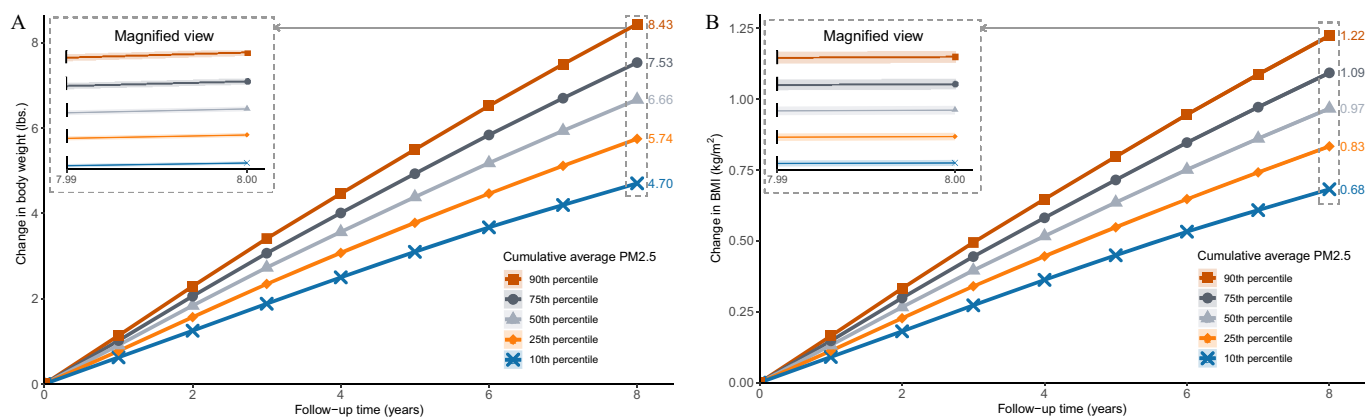 A
Magnified view
7.99
8.00
8
6
4
2
0
Change in body weight (lbs.)
8.43
7.53
6.66
5.74
4.70
Cumulative average PM2.5
90th percentile
75th percentile
50th percentile
25th percentile
10th percentile
0
2
4
6
8
Follow-up time (years)
B
Magnified view
7.99
8.00
1.25
1.00
0.75
0.50
0.25
0.00
Change in BMI (kg/m²)
1.22
1.09
0.97
0.83
0.68
Cumulative average PM2.5
90th percentile
75th percentile
50th percentile
25th percentile
10th percentile
0
2
4
6
8
Follow-up time (years)